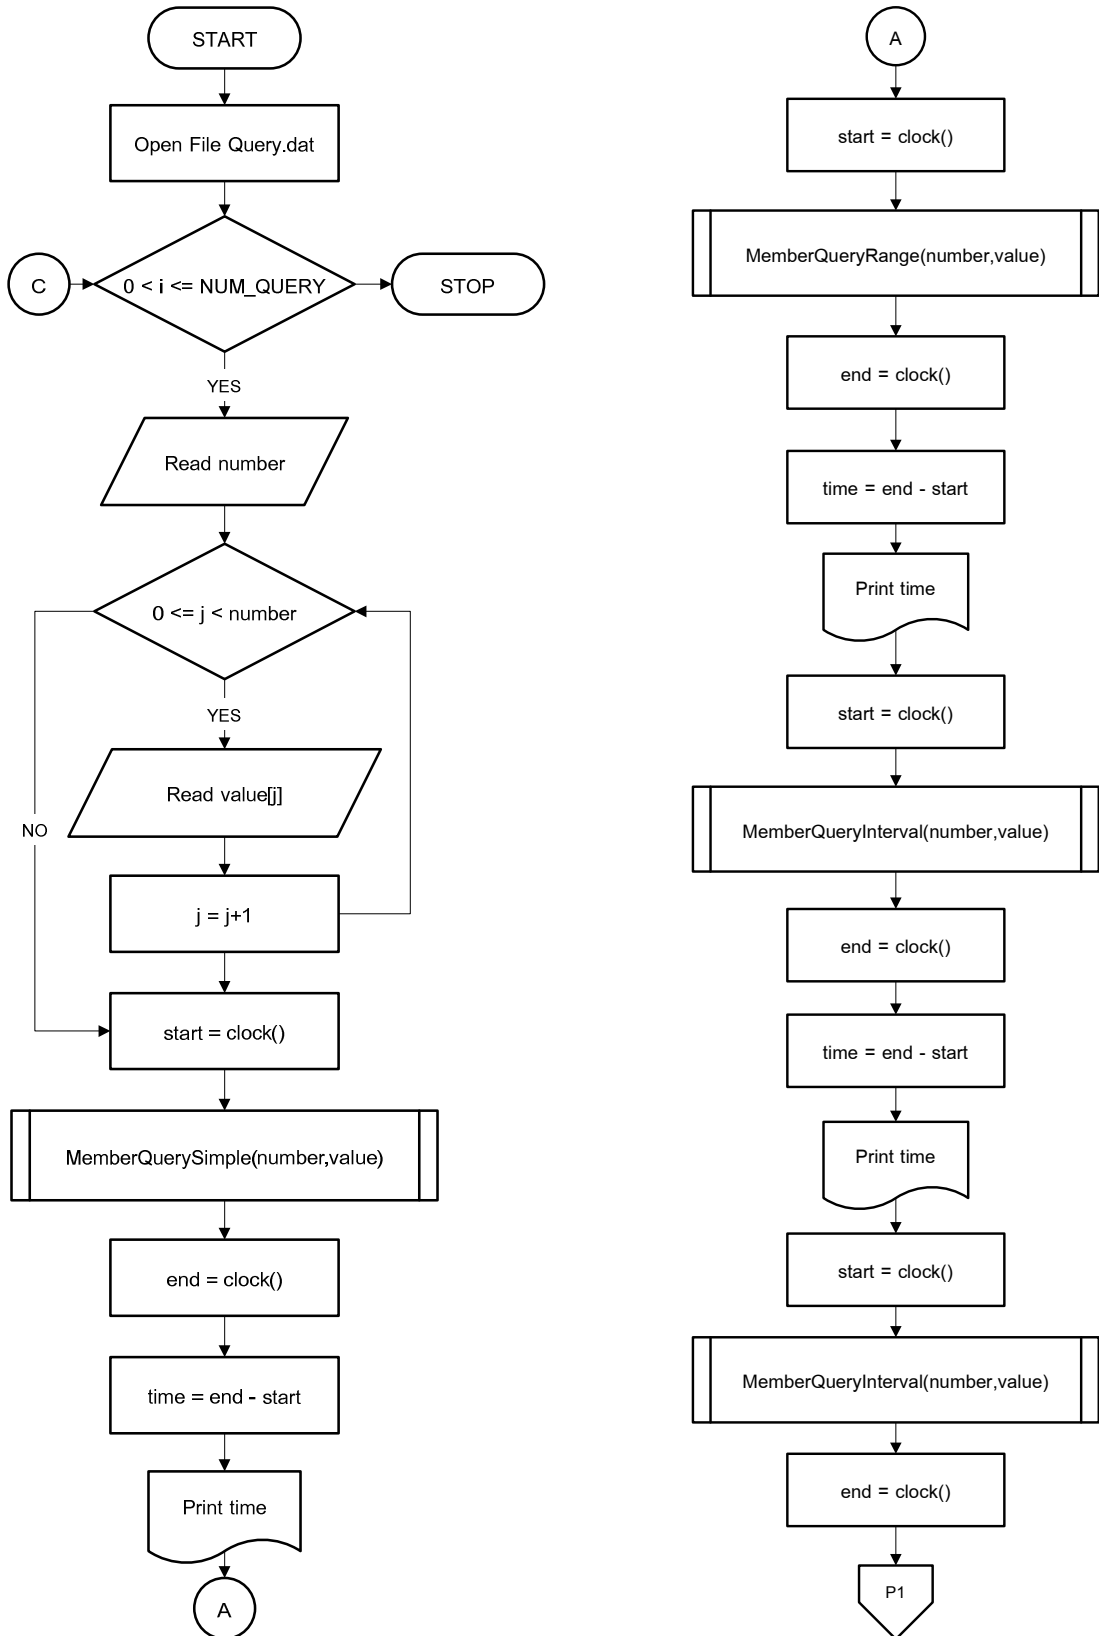 START
Open File Query.dat
C
0 < i <= NUM_QUERY
STOP
YES
Read number
0 <= j < number
YES
Read value[j]
NO
j = j+1
start = clock()
MemberQuerySimple(number,value)
end = clock()
time = end - start
Print time
A
A
start = clock()
MemberQueryRange(number,value)
end = clock()
time = end - start
Print time
start = clock()
MemberQueryInterval(number,value)
end = clock()
time = end - start
Print time
start = clock()
MemberQueryInterval(number,value)
end = clock()
P1